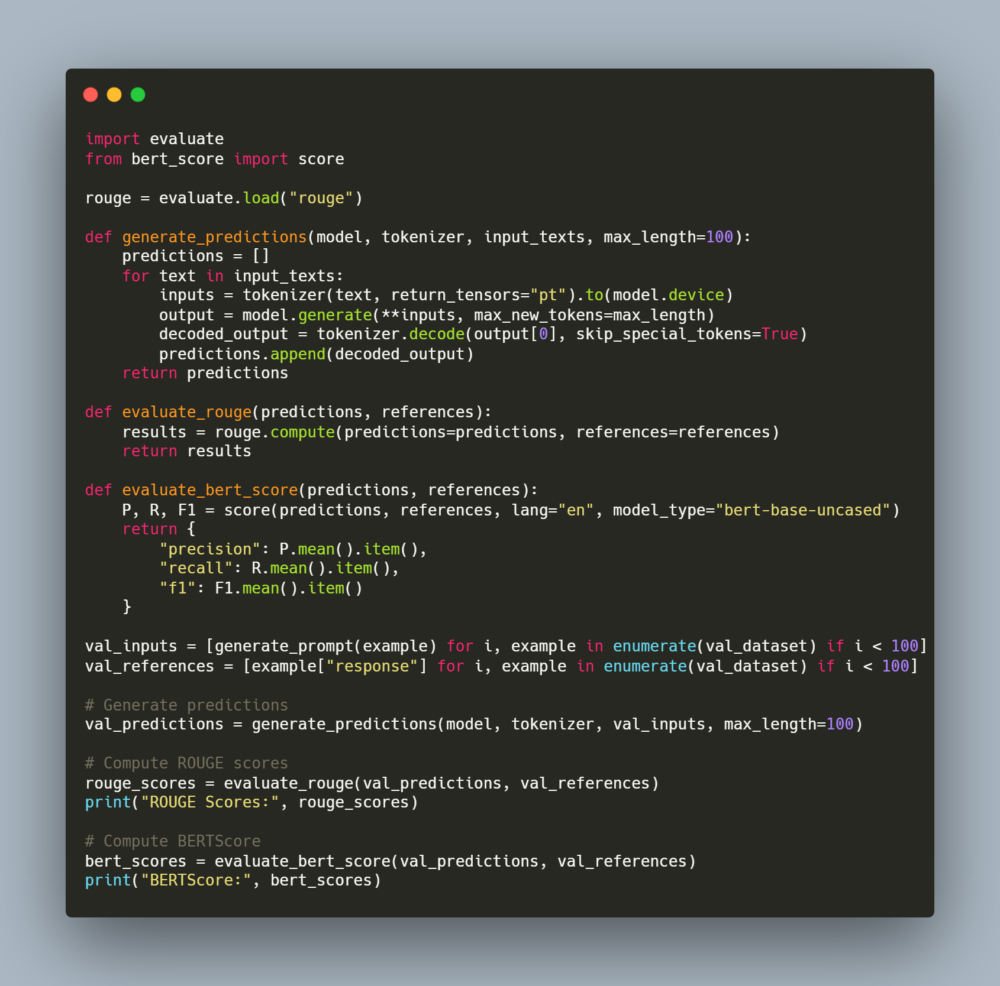 import evaluate
from bert_score import score

rouge = evaluate.load("rouge")

def generate_predictions(model, tokenizer, input_texts, max_length=100):
    predictions = []
    for text in input_texts:
        inputs = tokenizer(text, return_tensors="pt").to(model.device)
        output = model.generate(**inputs, max_new_tokens=max_length)
        decoded_output = tokenizer.decode(output[0], skip_special_tokens=True)
        predictions.append(decoded_output)
    return predictions

def evaluate_rouge(predictions, references):
    results = rouge.compute(predictions=predictions, references=references)
    return results

def evaluate_bert_score(predictions, references):
    P, R, F1 = score(predictions, references, lang="en", model_type="bert-base-uncased")
    return {
        "precision": P.mean().item(),
        "recall": R.mean().item(),
        "f1": F1.mean().item()
    }

val_inputs = [generate_prompt(example) for i, example in enumerate(val_dataset) if i < 100]
val_references = [example["response"] for i, example in enumerate(val_dataset) if i < 100]

# Generate predictions
val_predictions = generate_predictions(model, tokenizer, val_inputs, max_length=100)

# Compute ROUGE scores
rouge_scores = evaluate_rouge(val_predictions, val_references)
print("ROUGE Scores:", rouge_scores)

# Compute BERTScore
bert_scores = evaluate_bert_score(val_predictions, val_references)
print("BERTScore:", bert_scores)